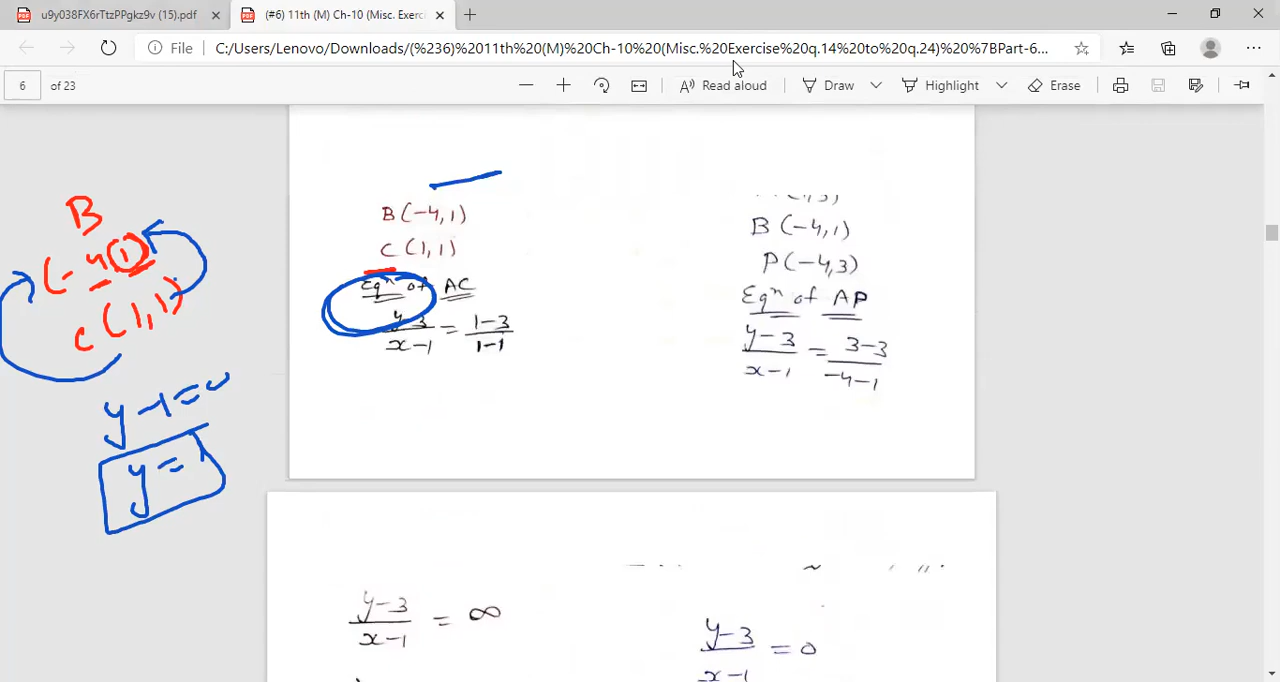 u9y038FX6rTtzPPgkz9v (15).pdf
(#6) 11th (M) Ch-10 (Misc. Exerc
File
C:/Users/Lenovo/Downloads/(%236)%2011th%20(M)%20Ch-10%20(Misc.%20Exercise%20q.14%20to%20q.24)%20%7BPart-6...
6 of 23
Read aloud
Draw
Highlight
Erase
B
(-4, 1)
C (1,1)
y-1=0
y=1
B(-4,1)
C (1,1)
Eqⁿ of AC
y-3/x-1 = 1-3/1-1
B (-4,1)
P(-4,3)
Eqⁿ of AP
y-3/x-1 = 3-3/-4-1
y-3/x-1 = ∞
y-3/x-1 = 0